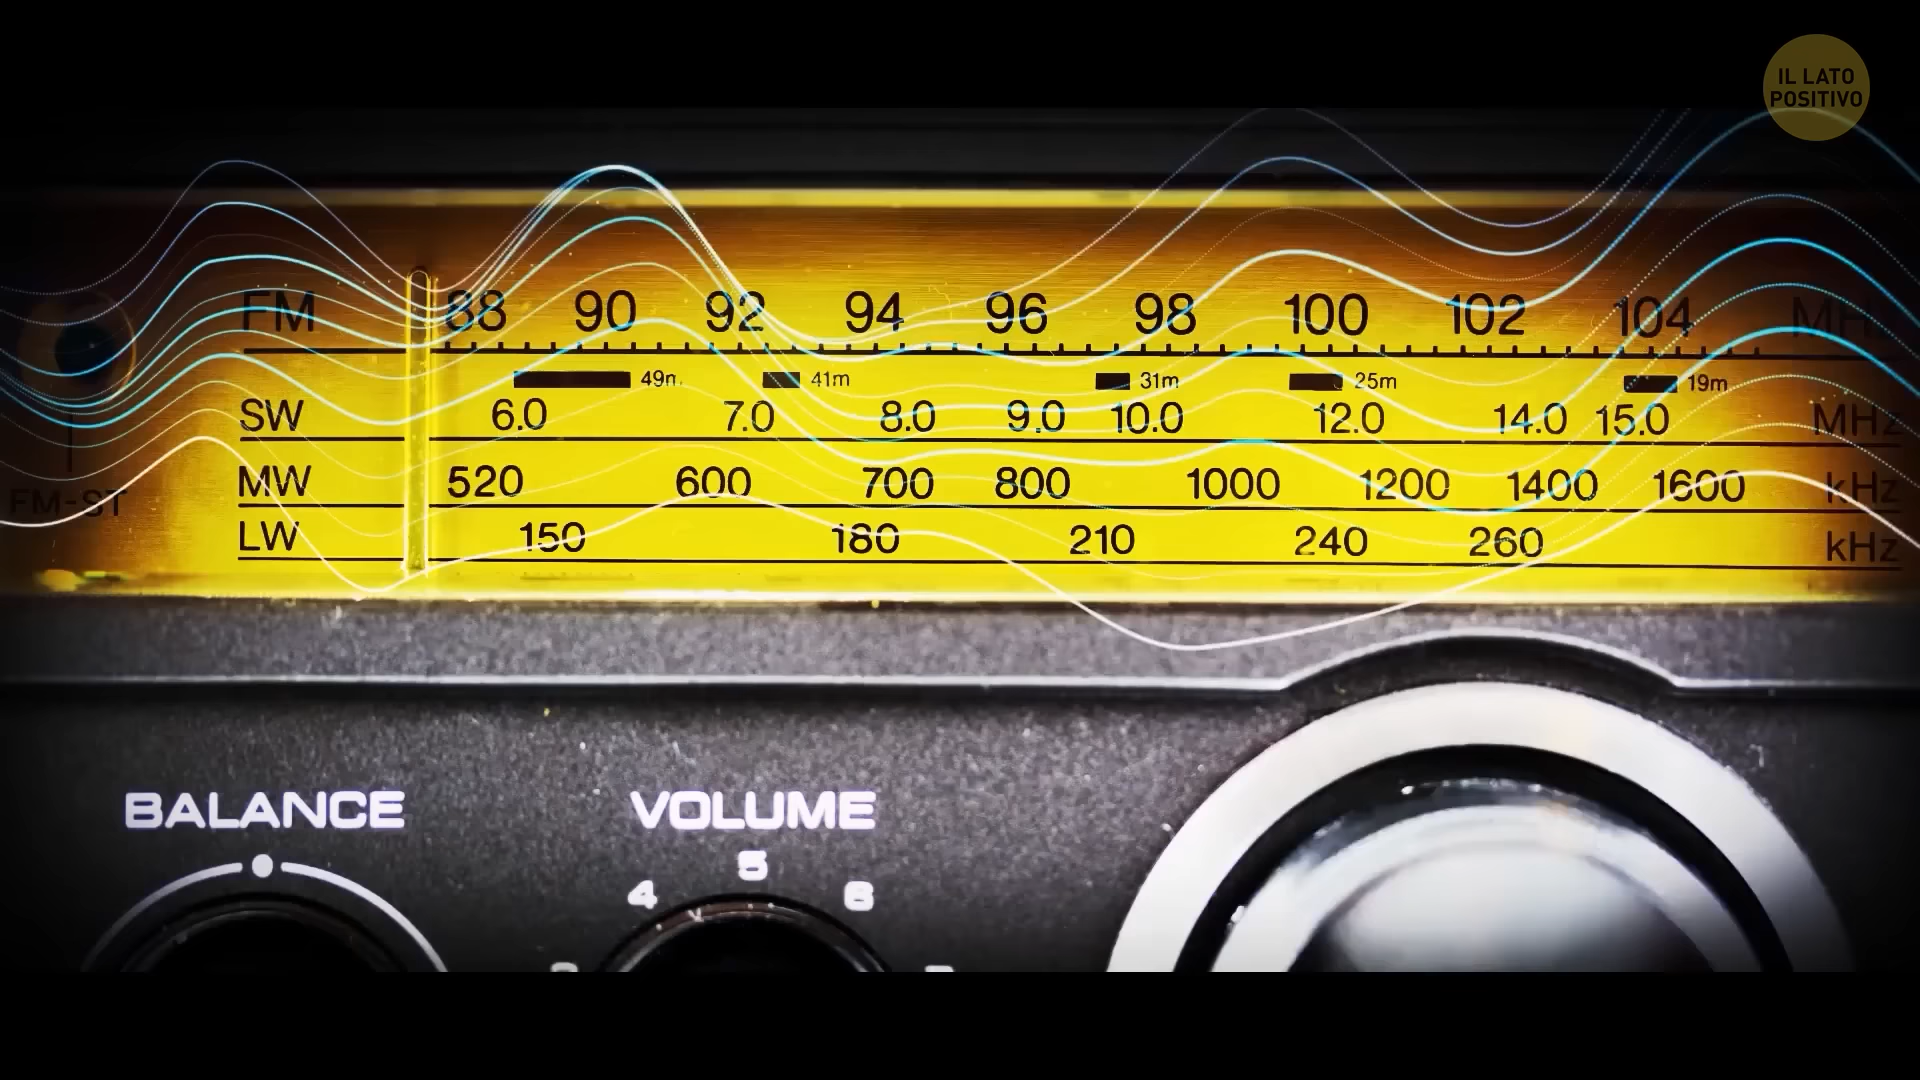 IL LATO
POSITIVO
FM 88 90 92 94 96 98 100 102 104 MHz
49m 41m 31m 25m 19m
SW 6.0 7.0 8.0 9.0 10.0 12.0 14.0 15.0 MHz
MW 520 600 700 800 1000 1200 1400 1600 kHz
FM-ST
LW 150 180 210 240 260 kHz
BALANCE VOLUME
4 5 6